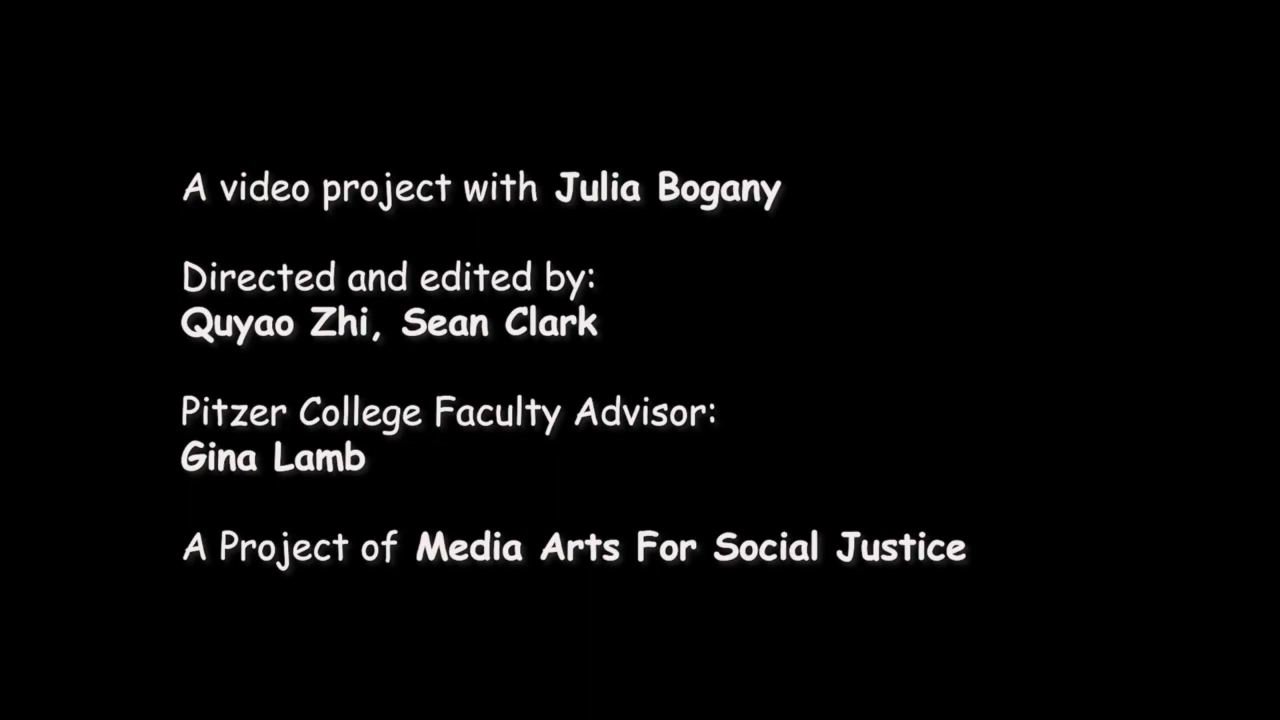 A video project with Julia Bogany
Directed and edited by:
Quyao Zhi, Sean Clark
Pitzer College Faculty Advisor:
Gina Lamb
A Project of Media Arts For Social Justice